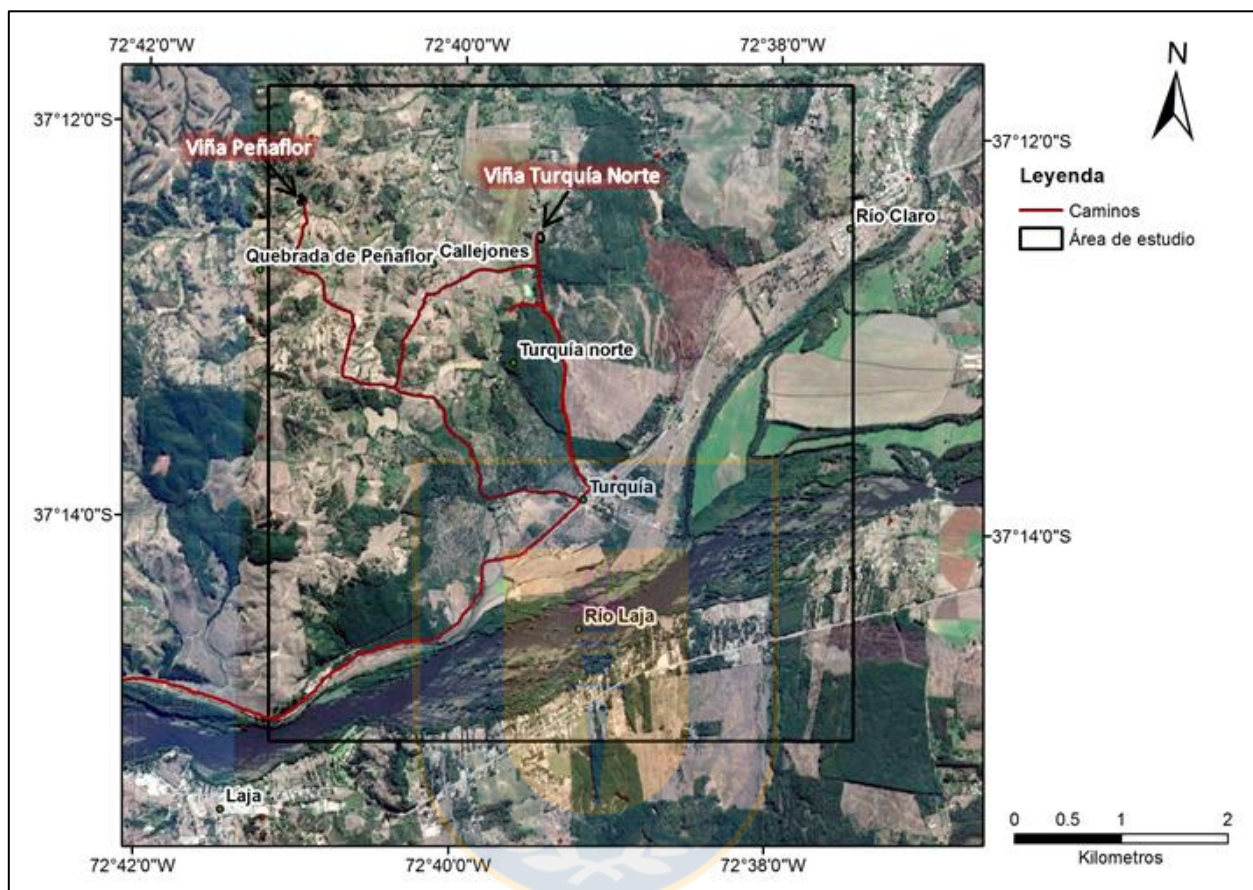 72°42'0"W 72°40'0"W 72°38'0"W
N
37°12'0"S
37°12'0"S
Viña Peñaflor
Viña Turquía Norte
Leyenda
Caminos
Área de estudio
Río Claro
Quebrada de Peñaflor
Callejones
Turquía norte
Turquía
37°14'0"S
37°14'0"S
Río Laja
Laja
0 0.5 1 2
Kilometros
72°42'0"W 72°40'0"W 72°38'0"W